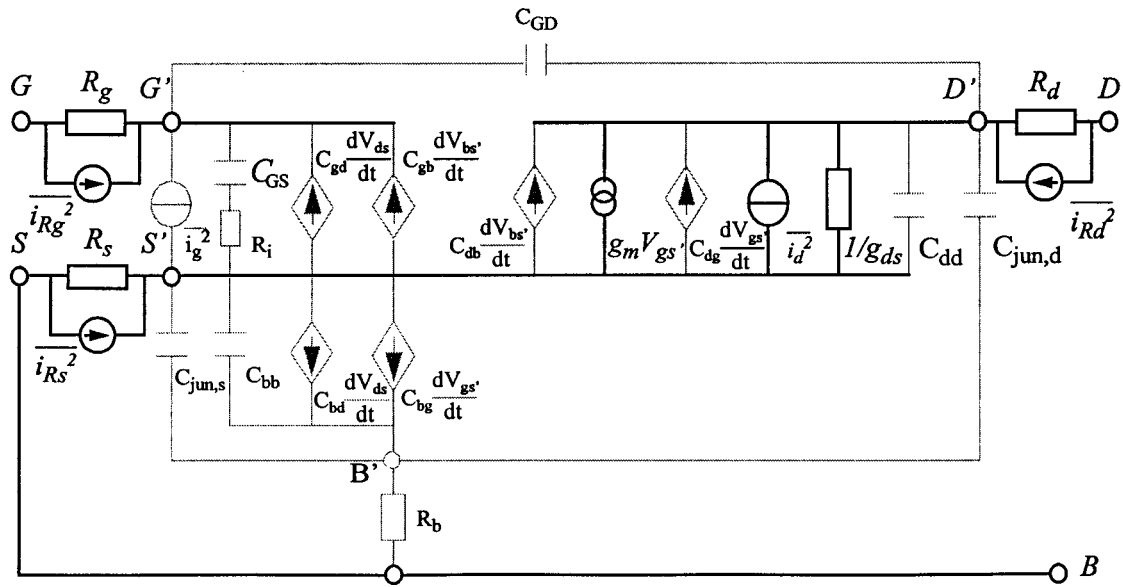 C_GD
G R_g G' D' R_d D
C_gd dV_ds/dt C_gb dV_bs'/dt
C_GS
i_Rg^2 i_g^2 R_i
C_db dV_bs'/dt g_m V_gs' C_dg dV_gs'/dt i_d^2 1/g_ds C_dd C_jun,d i_Rd^2
S R_s S'
i_Rs^2 C_jun,s C_bb C_bd dV_ds/dt C_bg dV_gs'/dt
B'
R_b
B